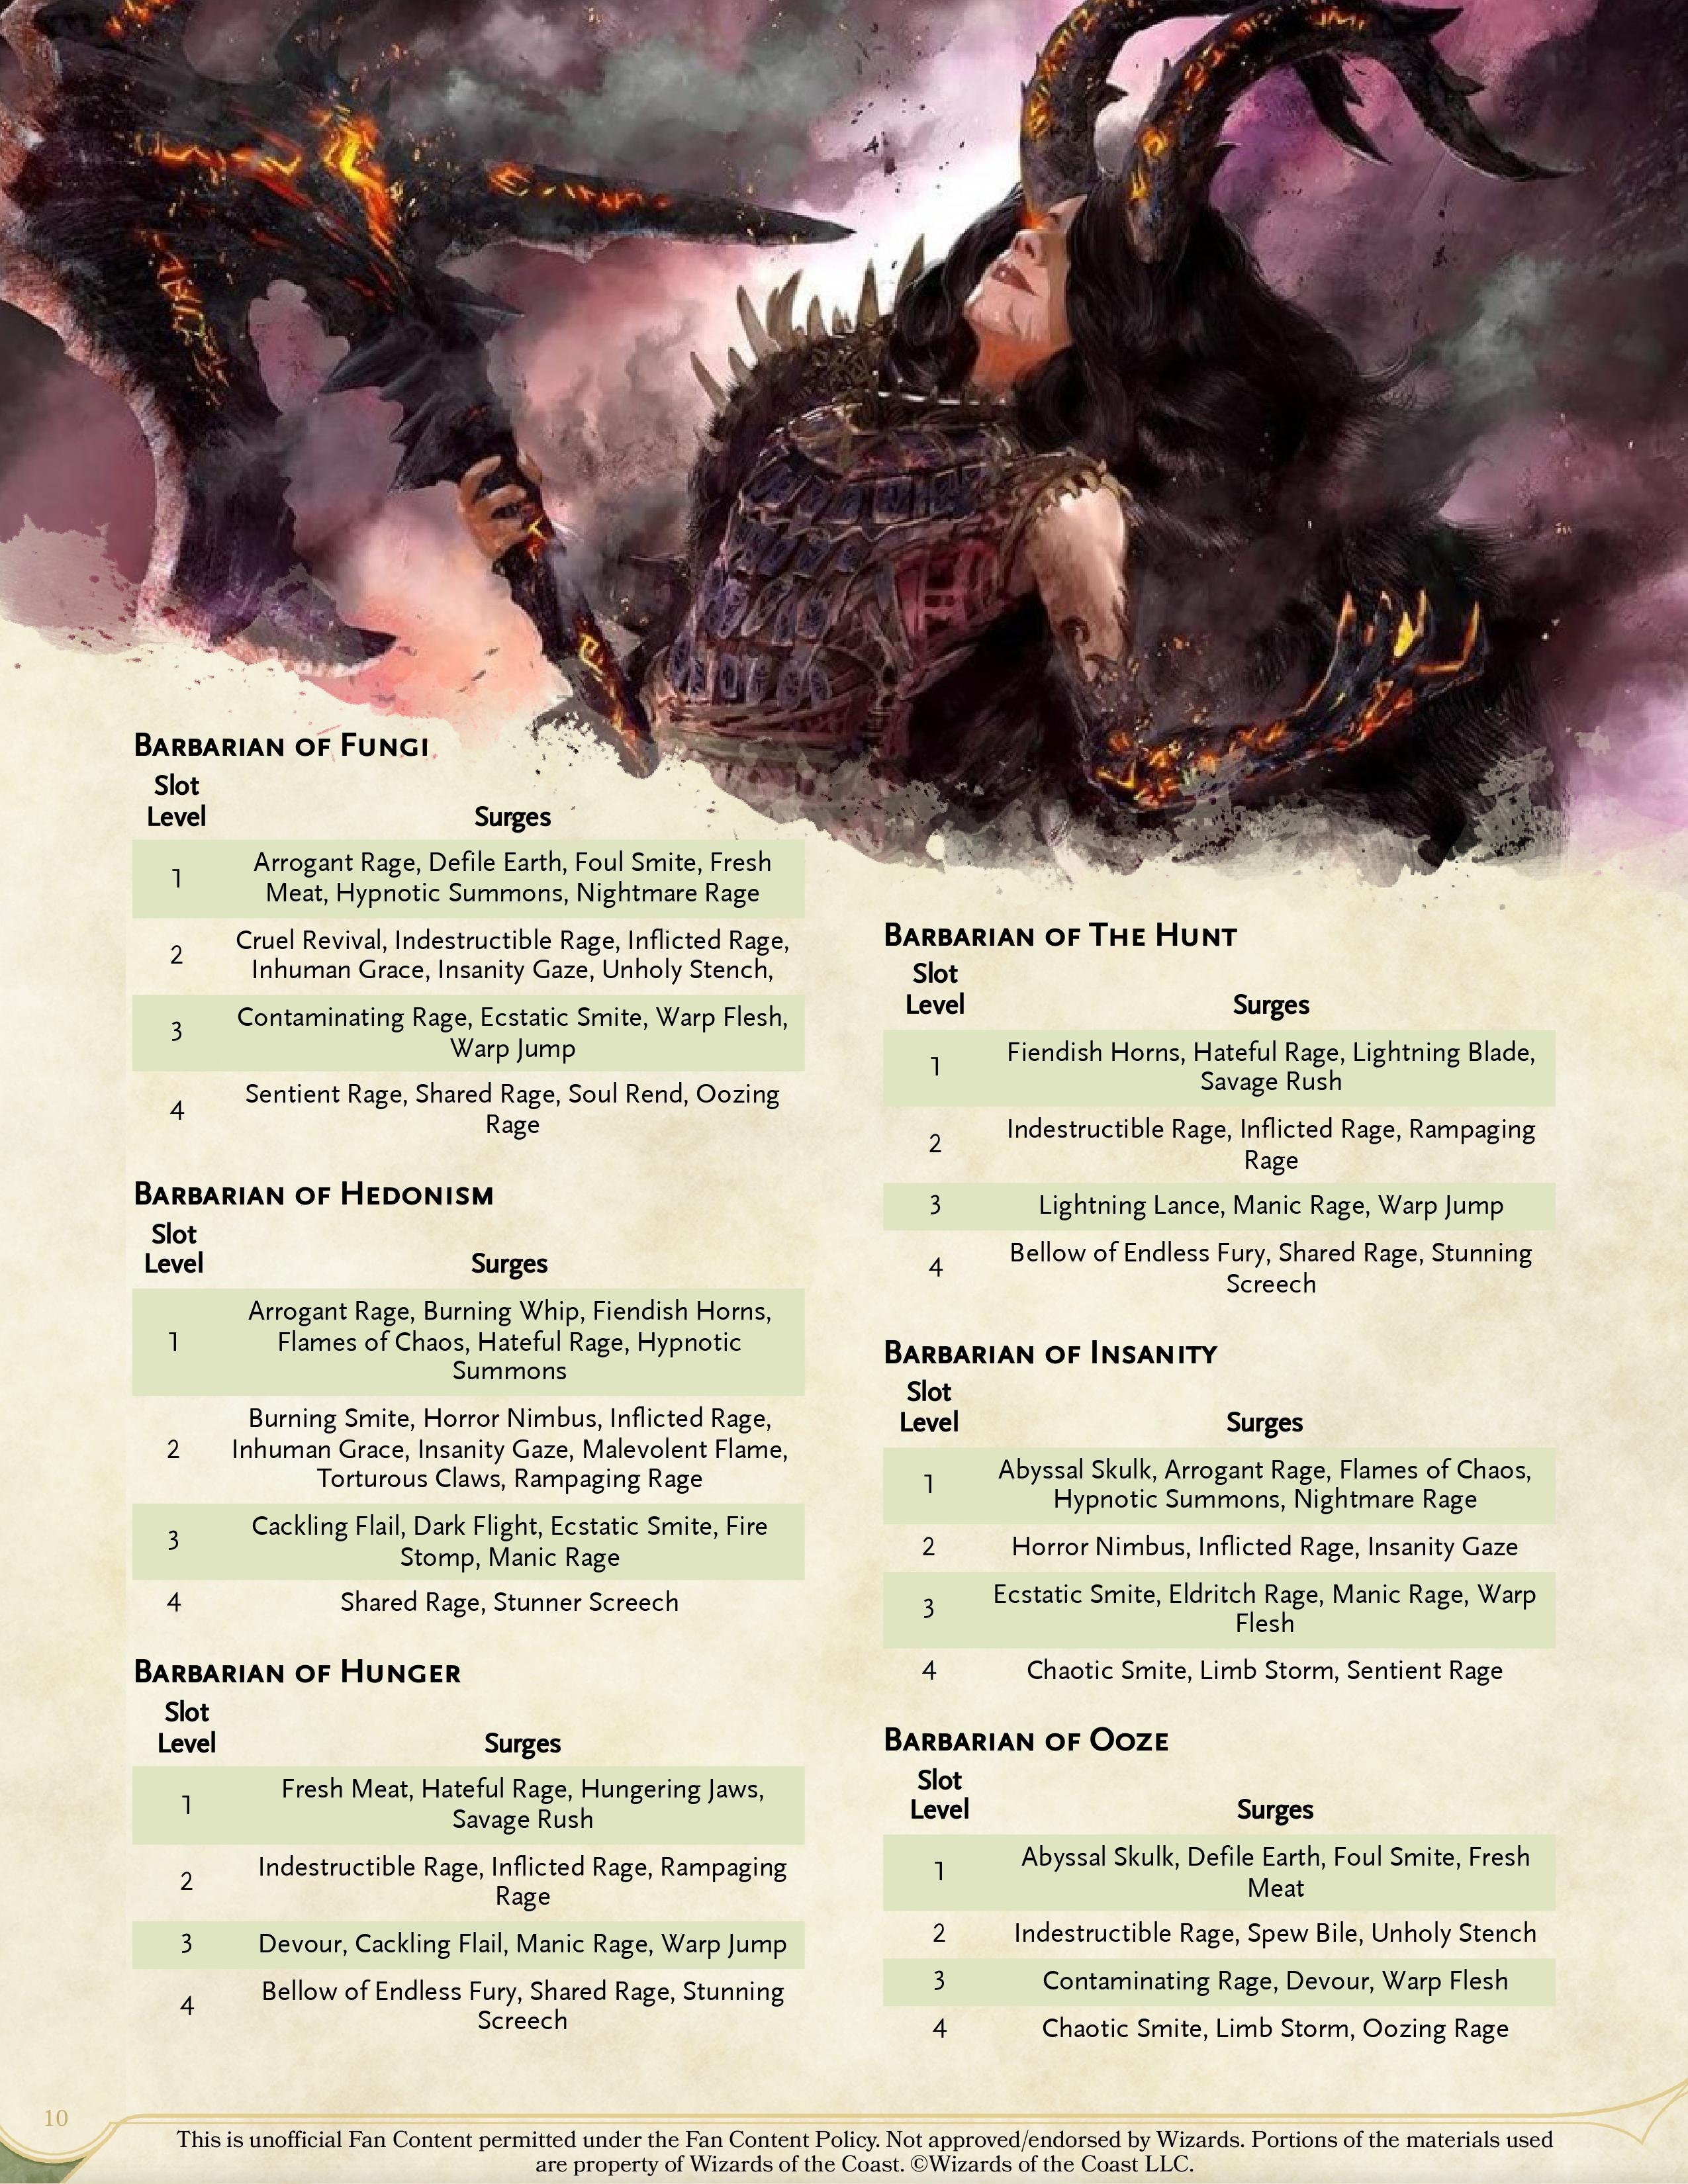 Barbarian of Fungi
Slot
Level Surges
1 Arrogant Rage, Defile Earth, Foul Smite, Fresh
Meat, Hypnotic Summons, Nightmare Rage
2 Cruel Revival, Indestructible Rage, Inflicted Rage,
Inhuman Grace, Insanity Gaze, Unholy Stench,
3 Contaminating Rage, Ecstatic Smite, Warp Flesh,
Warp Jump
4 Sentient Rage, Shared Rage, Soul Rend, Oozing
Rage
Barbarian of Hedonism
Slot
Level Surges
1 Arrogant Rage, Burning Whip, Fiendish Horns,
Flames of Chaos, Hateful Rage, Hypnotic
Summons
2 Burning Smite, Horror Nimbus, Inflicted Rage,
Inhuman Grace, Insanity Gaze, Malevolent Flame,
Torturous Claws, Rampaging Rage
3 Cackling Flail, Dark Flight, Ecstatic Smite, Fire
Stomp, Manic Rage
4 Shared Rage, Stunner Screech
Barbarian of Hunger
Slot
Level Surges
1 Fresh Meat, Hateful Rage, Hungering Jaws,
Savage Rush
2 Indestructible Rage, Inflicted Rage, Rampaging
Rage
3 Devour, Cackling Flail, Manic Rage, Warp Jump
4 Bellow of Endless Fury, Shared Rage, Stunning
Screech
Barbarian of The Hunt
Slot
Level Surges
1 Fiendish Horns, Hateful Rage, Lightning Blade,
Savage Rush
2 Indestructible Rage, Inflicted Rage, Rampaging
Rage
3 Lightning Lance, Manic Rage, Warp Jump
4 Bellow of Endless Fury, Shared Rage, Stunning
Screech
Barbarian of Insanity
Slot
Level Surges
1 Abyssal Skulk, Arrogant Rage, Flames of Chaos,
Hypnotic Summons, Nightmare Rage
2 Horror Nimbus, Inflicted Rage, Insanity Gaze
3 Ecstatic Smite, Eldritch Rage, Manic Rage, Warp
Flesh
4 Chaotic Smite, Limb Storm, Sentient Rage
Barbarian of Ooze
Slot
Level Surges
1 Abyssal Skulk, Defile Earth, Foul Smite, Fresh
Meat
2 Indestructible Rage, Spew Bile, Unholy Stench
3 Contaminating Rage, Devour, Warp Flesh
4 Chaotic Smite, Limb Storm, Oozing Rage
10
This is unofficial Fan Content permitted under the Fan Content Policy. Not approved/endorsed by Wizards. Portions of the materials used
are property of Wizards of the Coast. ©Wizards of the Coast LLC.